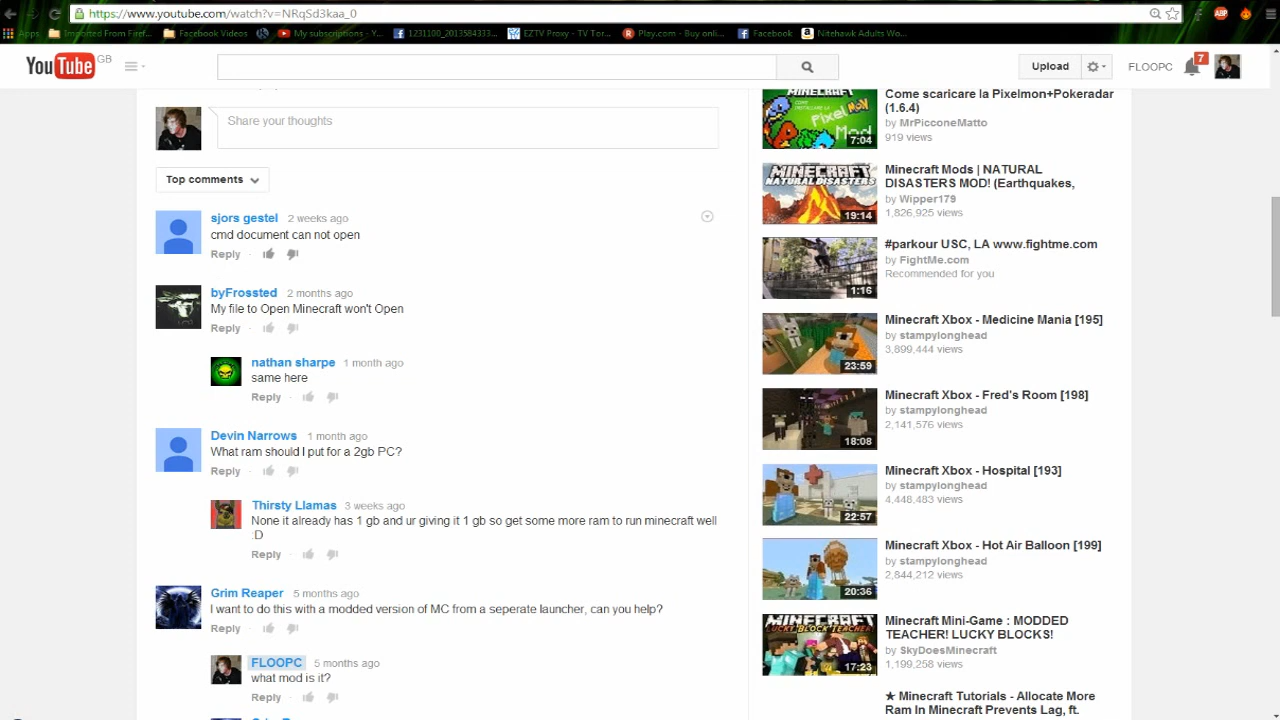 https://www.youtube.com/watch?v=NRqSd3kaa_0
Apps
Imported From Firef...
Facebook Videos
My subscriptions - Y...
1231100_2013584333...
EZTV Proxy - TV Tor...
Play.com - Buy onli...
Facebook
Nitehawk Adults Wo...
YouTube GB
Upload
FLOOPC
7
Share your thoughts
Top comments
sjors gestel 2 weeks ago
cmd document can not open
Reply
byFrossted 2 months ago
My file to Open Minecraft won't Open
Reply
nathan sharpe 1 month ago
same here
Reply
Devin Narrows 1 month ago
What ram should I put for a 2gb PC?
Reply
Thirsty Llamas 3 weeks ago
None it already has 1 gb and ur giving it 1 gb so get some more ram to run minecraft well
:D
Reply
Grim Reaper 5 months ago
I want to do this with a modded version of MC from a seperate launcher, can you help?
Reply
FLOOPC 5 months ago
what mod is it?
Reply
MINECRAFT
PIXELMON
Mod
7:04
Come scaricare la Pixelmon+Pokeradar
(1.6.4)
by MrPicconeMatto
919 views
MINECRAFT
NATURAL DISASTERS
19:14
Minecraft Mods | NATURAL
DISASTERS MOD! (Earthquakes,
by Wipper179
1,826,925 views
1:16
#parkour USC, LA www.fightme.com
by FightMe.com
Recommended for you
23:59
Minecraft Xbox - Medicine Mania [195]
by stampylonghead
3,899,444 views
18:08
Minecraft Xbox - Fred's Room [198]
by stampylonghead
2,141,576 views
22:57
Minecraft Xbox - Hospital [193]
by stampylonghead
4,448,483 views
20:36
Minecraft Xbox - Hot Air Balloon [199]
by stampylonghead
2,844,212 views
MINECRAFT
LUCKY BLOCK TEACHER!
17:23
Minecraft Mini-Game : MODDED
TEACHER! LUCKY BLOCKS!
by SkyDoesMinecraft
1,199,258 views
★ Minecraft Tutorials - Allocate More
Ram In Minecraft Prevents Lag, ft.